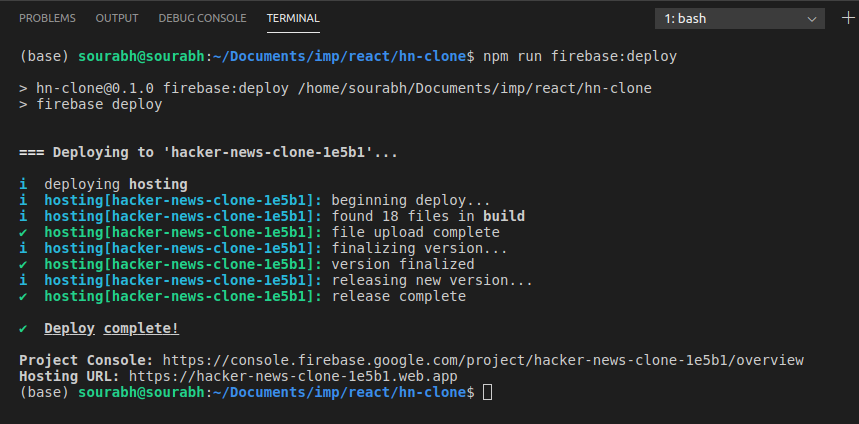 PROBLEMS OUTPUT DEBUG CONSOLE TERMINAL 1: bash
(base) sourabh@sourabh:~/Documents/imp/react/hn-clone$ npm run firebase:deploy
> hn-clone@0.1.0 firebase:deploy /home/sourabh/Documents/imp/react/hn-clone
> firebase deploy
=== Deploying to 'hacker-news-clone-1e5b1'...
i deploying hosting
i hosting[hacker-news-clone-1e5b1]: beginning deploy...
i hosting[hacker-news-clone-1e5b1]: found 18 files in build
✔ hosting[hacker-news-clone-1e5b1]: file upload complete
i hosting[hacker-news-clone-1e5b1]: finalizing version...
✔ hosting[hacker-news-clone-1e5b1]: version finalized
i hosting[hacker-news-clone-1e5b1]: releasing new version...
✔ hosting[hacker-news-clone-1e5b1]: release complete
✔ Deploy complete!
Project Console: https://console.firebase.google.com/project/hacker-news-clone-1e5b1/overview
Hosting URL: https://hacker-news-clone-1e5b1.web.app
(base) sourabh@sourabh:~/Documents/imp/react/hn-clone$